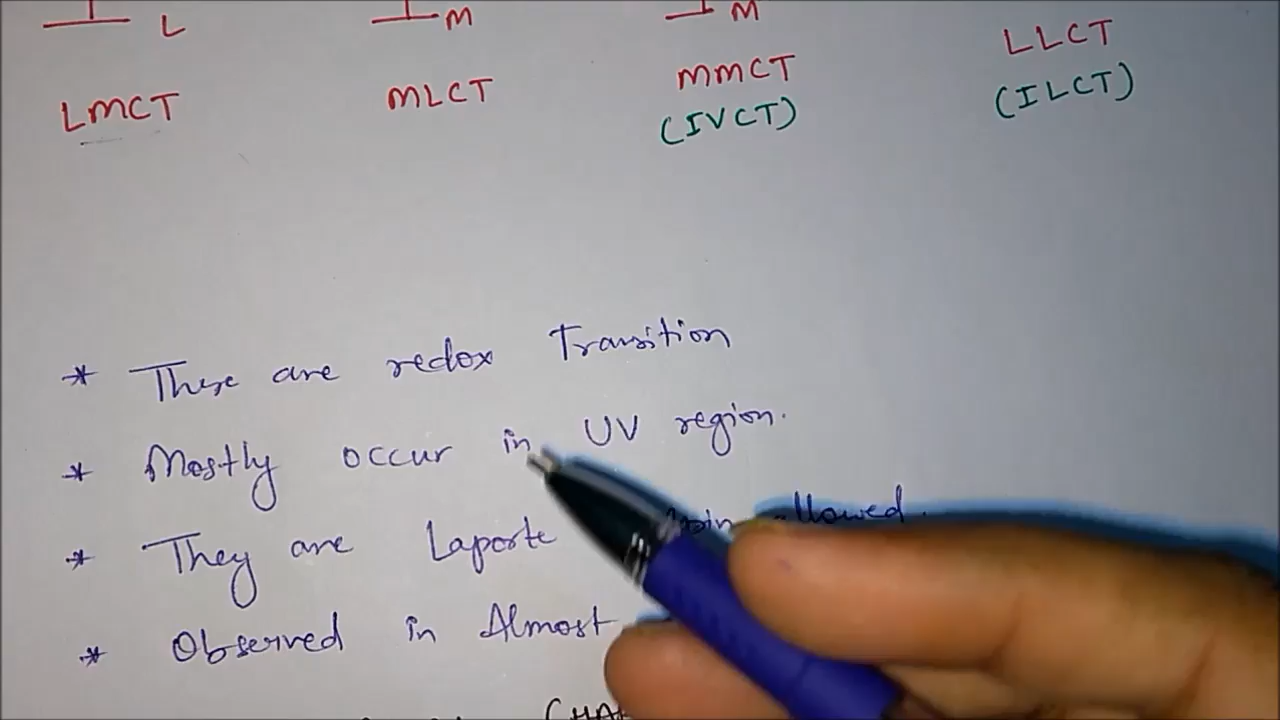 L M M LLCT
LMCT MLCT MMCT (ILCT)
(IVCT)
* These are redox Transition
* Mostly occur in UV region.
* They are Laporte allowed.
* Observed in Almost